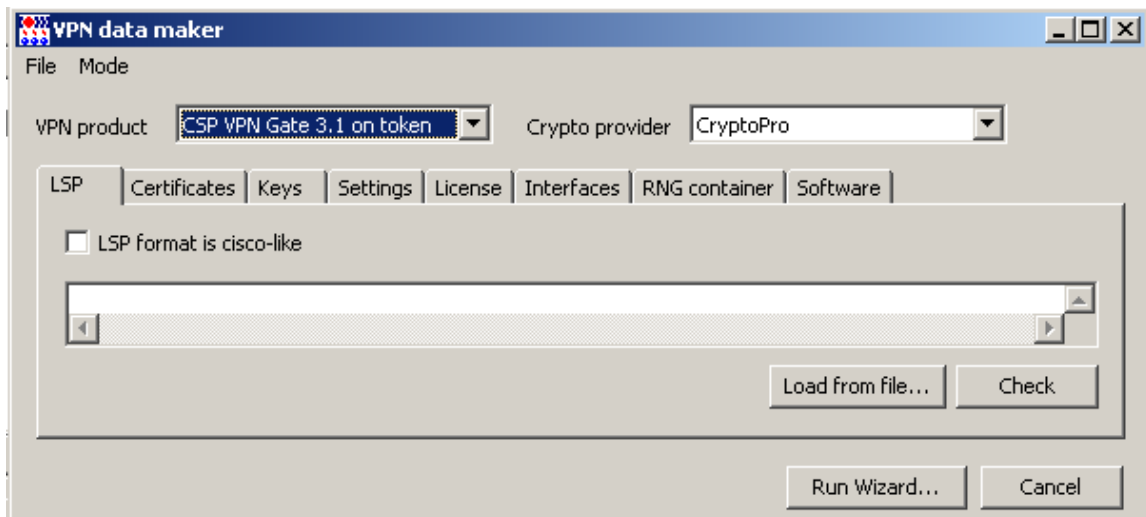 VPN data maker
File Mode
VPN product CSP VPN Gate 3.1 on token Crypto provider CryptoPro
LSP Certificates Keys Settings License Interfaces RNG container Software
LSP format is cisco-like
Load from file... Check
Run Wizard... Cancel